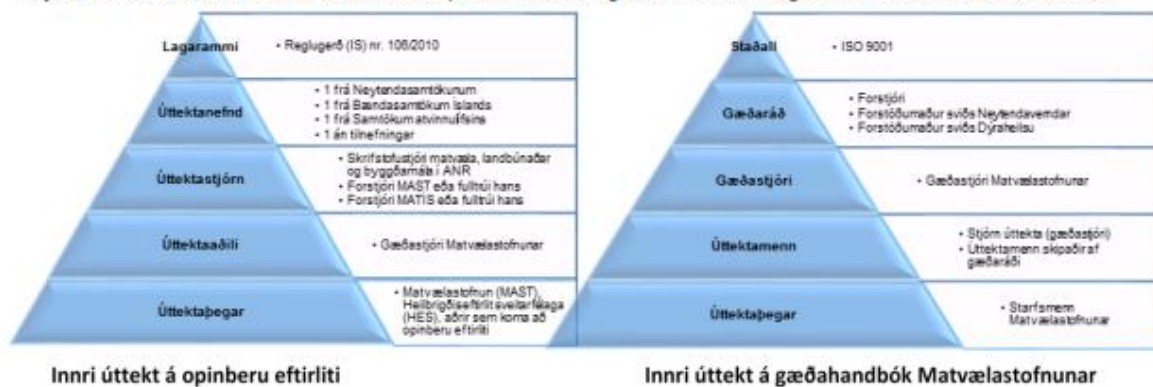 Lagarammi
• Reglugerð (IS) nr. 106/2010
Úttektanefnd
• 1 frá Neytendasamtökunum
• 1 frá Bændasamtökum Íslands
• 1 frá Samtökum atvinnulífsins
• 1 án tilnefningar
Úttektastjórn
• Skrifstofustjóri matvæla, landbúnaðar
og byggðamála í ANR
• Forstjóri MAST eða fulltrúi hans
• Forstjóri MATIS eða fulltrúi hans
Úttektaaðili
• Gæðastjóri Matvælastofnunar
Úttektaþegar
• Matvælastofnun (MAST),
Heilbrigðiseftirlit sveitarfélaga
(HES), aðrir sem koma að
opinberu eftirliti
Innri úttekt á opinberu eftirliti
Staðall
• ISO 9001
Gæðaráð
• Forstjóri
• Forstöðumaður sviðs Neytendaverndar
• Forstöðumaður sviðs Dýraheilsu
Gæðastjóri
• Gæðastjóri Matvælastofnunar
Úttektamenn
• Stjórn úttekta (gæðastjóri)
• Úttektamenn skipaðir af
gæðaráði
Úttektaþegar
• Starfsmenn
Matvælastofnunar
Innri úttekt á gæðahandbók Matvælastofnunar